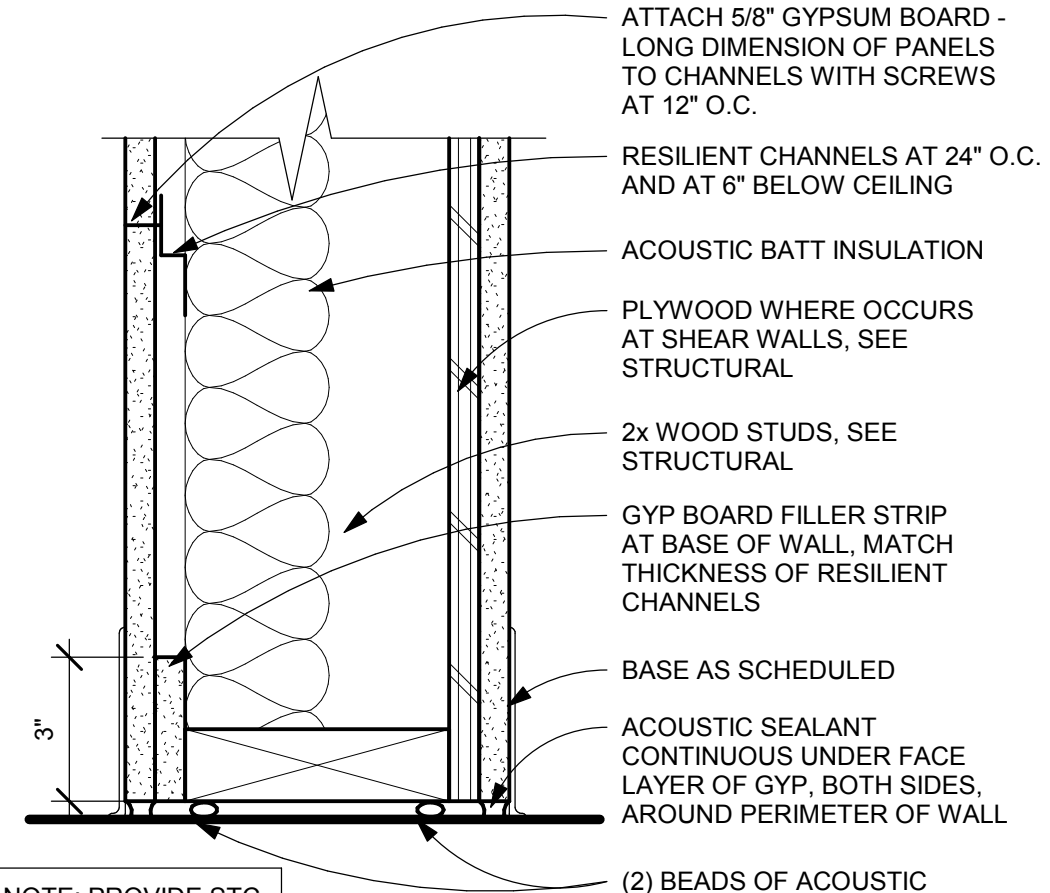 ATTACH 5/8" GYPSUM BOARD -
LONG DIMENSION OF PANELS
TO CHANNELS WITH SCREWS
AT 12" O.C.
RESILIENT CHANNELS AT 24" O.C.
AND AT 6" BELOW CEILING
ACOUSTIC BATT INSULATION
PLYWOOD WHERE OCCURS
AT SHEAR WALLS, SEE
STRUCTURAL
2x WOOD STUDS, SEE
STRUCTURAL
GYP BOARD FILLER STRIP
AT BASE OF WALL, MATCH
THICKNESS OF RESILIENT
CHANNELS
BASE AS SCHEDULED
ACOUSTIC SEALANT
CONTINUOUS UNDER FACE
LAYER OF GYP, BOTH SIDES,
AROUND PERIMETER OF WALL
(2) BEADS OF ACOUSTIC
3"
NOTE: PROVIDE STC